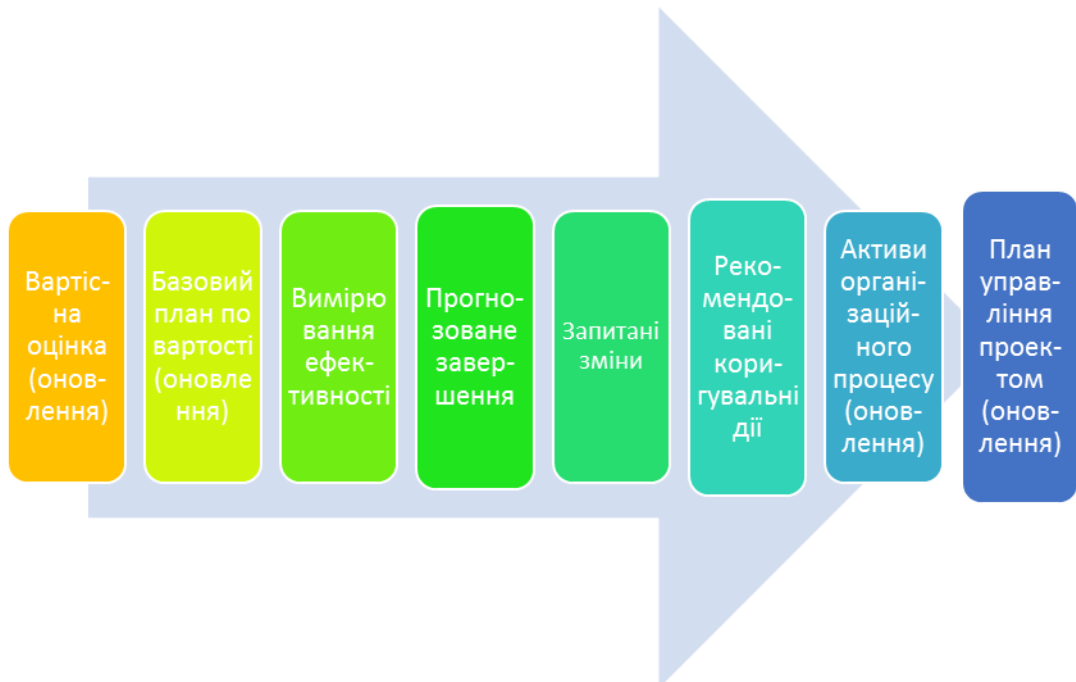 Вартіс-
на
оцінка
(онов-
лення)
Базовий
план по
вартості
(оновле
ння)
Вимірю
вання
ефек-
тивності
Прогно-
зоване
завер-
шення
Запитані
зміни
Реко-
мендо-
вані
кори-
гувальні
дії
Активи
органі-
зацій-
ного
процесу
(онов-
лення)
План
управ-
ління
проек-
том
(онов-
лення)